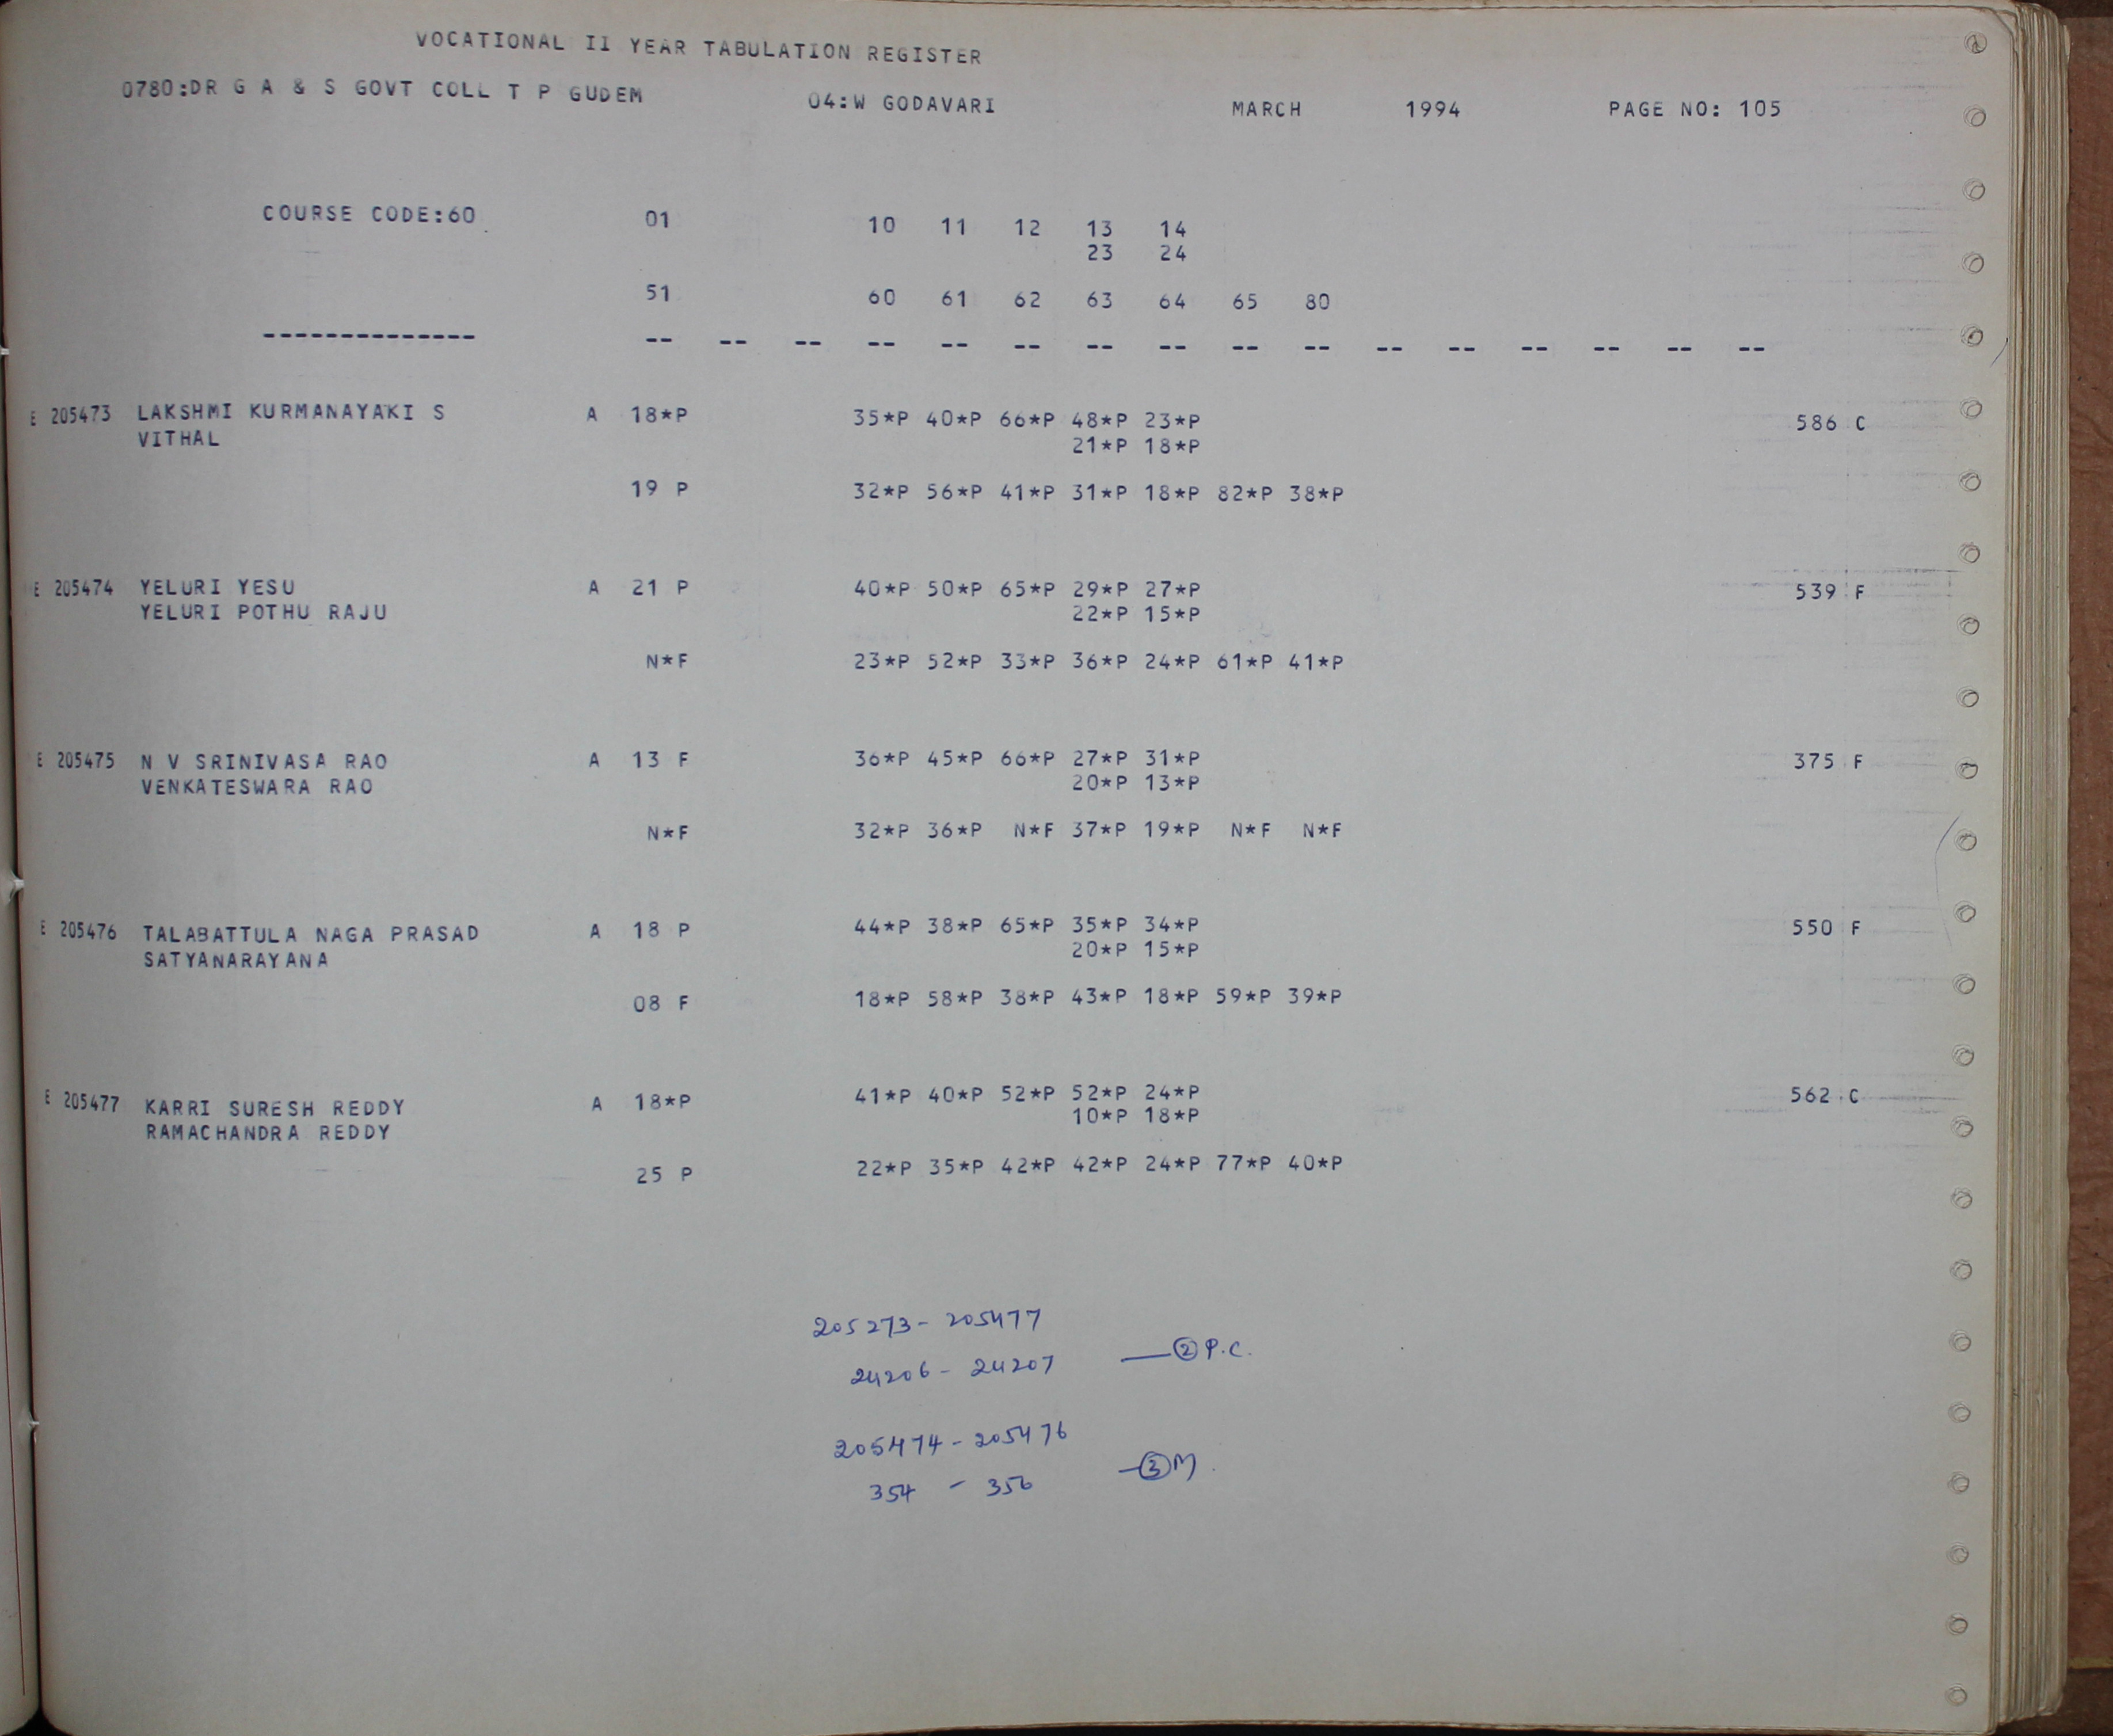 VOCATIONAL II YEAR TABULATION REGISTER
0780:DR G A & S GOVT COLL T P GUDEM 04:W GODAVARI MARCH 1994 PAGE NO: 105
COURSE CODE:60 01 10 11 12 13 14
23 24
51 60 61 62 63 64 65 80
-------------- -- -- -- -- -- -- -- -- -- -- -- -- -- -- -- --
E 205473 LAKSHMI KURMANAYAKI S A 18*P 35*P 40*P 66*P 48*P 23*P 586 C
VITHAL 21*P 18*P
19 P 32*P 56*P 41*P 31*P 18*P 82*P 38*P
E 205474 YELURI YESU A 21 P 40*P 50*P 65*P 29*P 27*P 539 F
YELURI POTHU RAJU 22*P 15*P
N*F 23*P 52*P 33*P 36*P 24*P 61*P 41*P
E 205475 N V SRINIVASA RAO A 13 F 36*P 45*P 66*P 27*P 31*P 375 F
VENKATESWARA RAO 20*P 13*P
N*F 32*P 36*P N*F 37*P 19*P N*F N*F
E 205476 TALABATTULA NAGA PRASAD A 18 P 44*P 38*P 65*P 35*P 34*P 550 F
SATYANARAYANA 20*P 15*P
08 F 18*P 58*P 38*P 43*P 18*P 59*P 39*P
E 205477 KARRI SURESH REDDY A 18*P 41*P 40*P 52*P 52*P 24*P 562 C
RAMACHANDRA REDDY 10*P 18*P
25 P 22*P 35*P 42*P 42*P 24*P 77*P 40*P
205273 - 205477
24206 - 24207 — 2 P.C.
205474 - 205476
354 - 356 — 3 M.